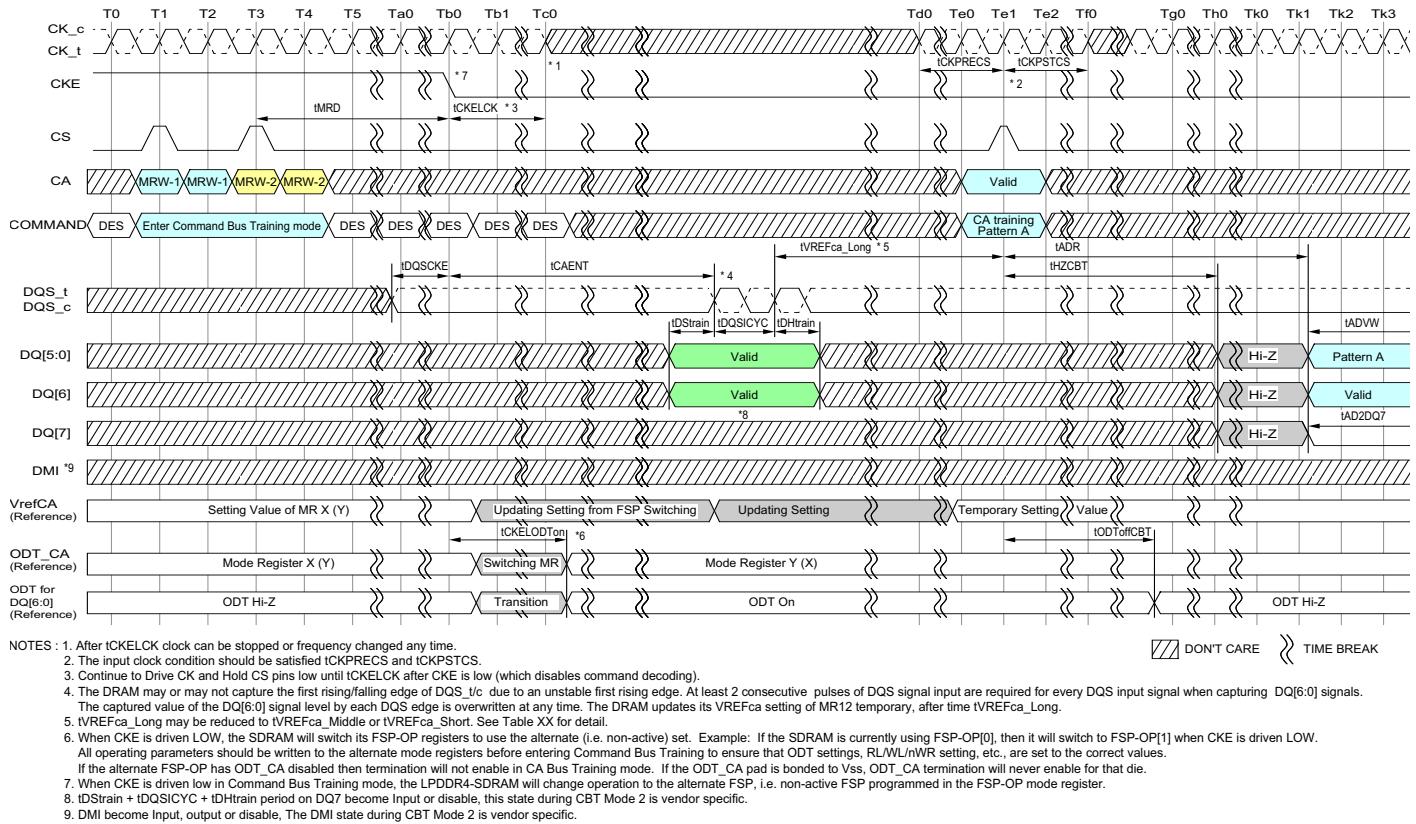 T0 T1 T2 T3 T4 T5 Ta0 Tb0 Tb1 Tc0 Td0 Te0 Te1 Te2 Tf0 Tg0 Th0 Tk0 Tk1 Tk2 Tk3
CK_c
CK_t
* 1
tCKPRECS tCKPSTCS
CKE
* 7
* 2
tMRD tCKELCK * 3
CS
CA MRW-1 MRW-1 MRW-2 MRW-2 Valid
COMMAND DES Enter Command Bus Training mode DES DES DES DES DES CA training
Pattern A
tVREFca_Long * 5 tADR
tDQSCKE tCAENT * 4 tHZCBT
DQS_t
DQS_c
tDStrain tDQSICYC tDHtrain tADVW
DQ[5:0] Valid Hi-Z Pattern A
DQ[6] Valid Hi-Z Valid
*8 tAD2DQ7
DQ[7] Hi-Z
DMI *9
VrefCA
(Reference)
Setting Value of MR X (Y) Updating Setting from FSP Switching Updating Setting Temporary Setting Value
tCKELODTon *6 tODToffCBT
ODT_CA
(Reference)
Mode Register X (Y) Switching MR Mode Register Y (X)
ODT for
DQ[6:0]
(Reference)
ODT Hi-Z Transition ODT On ODT Hi-Z
DON'T CARE TIME BREAK
NOTES : 1. After tCKELCK clock can be stopped or frequency changed any time.
2. The input clock condition should be satisfied tCKPRECS and tCKPSTCS.
3. Continue to Drive CK and Hold CS pins low until tCKELCK after CKE is low (which disables command decoding).
4. The DRAM may or may not capture the first rising/falling edge of DQS_t/c due to an unstable first rising edge. At least 2 consecutive pulses of DQS signal input are required for every DQS input signal when capturing DQ[6:0] signals.
The captured value of the DQ[6:0] signal level by each DQS edge is overwritten at any time. The DRAM updates its VREFca setting of MR12 temporary, after time tVREFca_Long.
5. tVREFca_Long may be reduced to tVREFca_Middle or tVREFca_Short. See Table XX for detail.
6. When CKE is driven LOW, the SDRAM will switch its FSP-OP registers to use the alternate (i.e. non-active) set. Example: If the SDRAM is currently using FSP-OP[0], then it will switch to FSP-OP[1] when CKE is driven LOW.
All operating parameters should be written to the alternate mode registers before entering Command Bus Training to ensure that ODT settings, RL/WL/nWR setting, etc., are set to the correct values.
If the alternate FSP-OP has ODT_CA disabled then termination will not enable in CA Bus Training mode. If the ODT_CA pad is bonded to Vss, ODT_CA termination will never enable for that die.
7. When CKE is driven low in Command Bus Training mode, the LPDDR4-SDRAM will change operation to the alternate FSP, i.e. non-active FSP programmed in the FSP-OP mode register.
8. tDStrain + tDQSICYC + tDHtrain period on DQ7 become Input or disable, this state during CBT Mode 2 is vendor specific.
9. DMI become Input, output or disable, The DMI state during CBT Mode 2 is vendor specific.